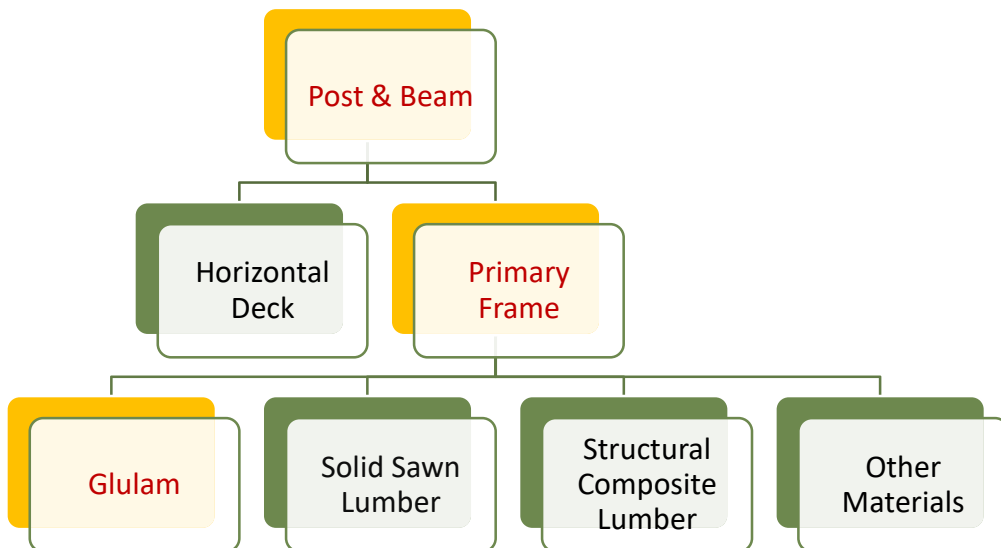 Post & Beam
Horizontal
Deck
Primary
Frame
Glulam
Solid Sawn
Lumber
Structural
Composite
Lumber
Other
Materials